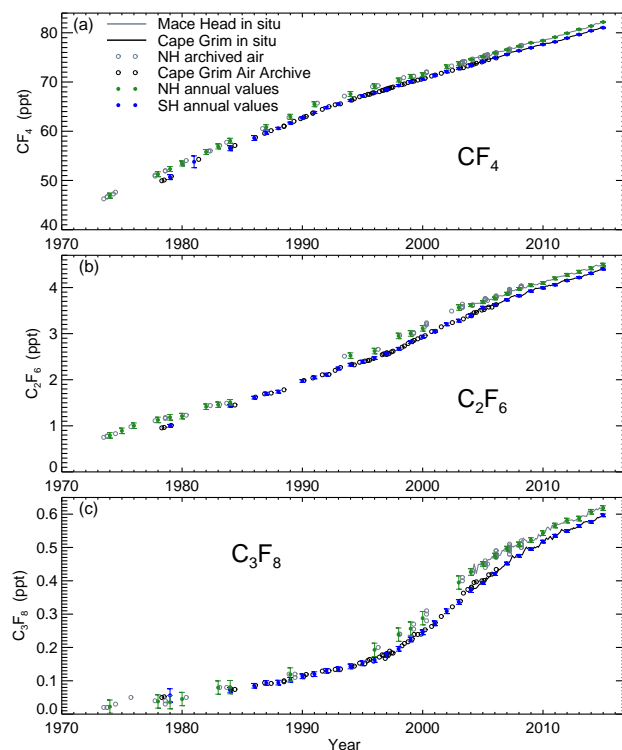 (a)
Mace Head in situ
Cape Grim in situ
NH archived air
Cape Grim Air Archive
NH annual values
SH annual values
80
70
60
50
40
CF4 (ppt)
CF4
1970
1980
1990
2000
2010
(b)
4
3
2
1
0
C2F6 (ppt)
C2F6
1970
1980
1990
2000
2010
(c)
0.6
0.5
0.4
0.3
0.2
0.1
0.0
C3F8 (ppt)
C3F8
1970
1980
1990
2000
2010
Year